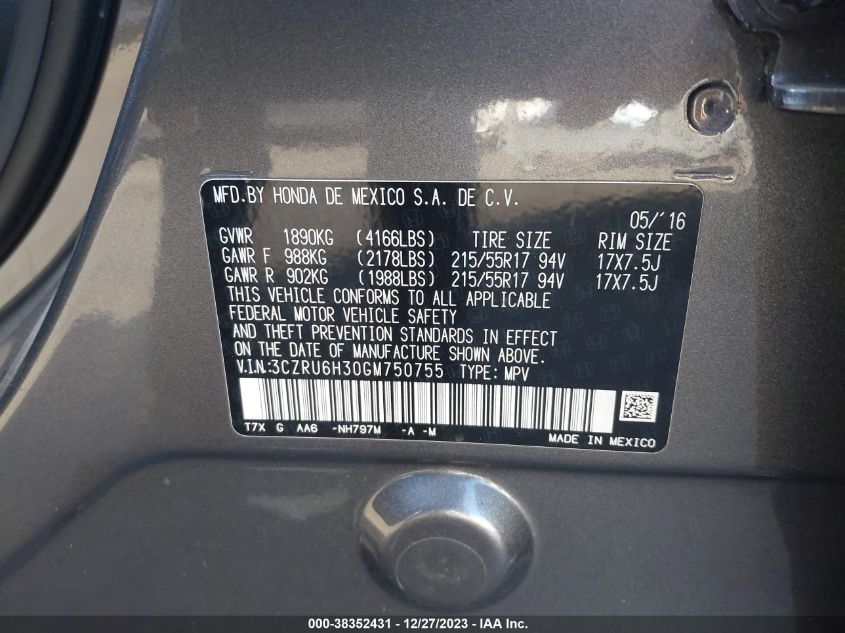 MFD.BY HONDA DE MEXICO S.A. DE C.V.
05/'16
GVWR 1890KG (4166LBS) TIRE SIZE RIM SIZE
GAWR F 988KG (2178LBS) 215/55R17 94V 17X7.5J
GAWR R 902KG (1988LBS) 215/55R17 94V 17X7.5J
THIS VEHICLE CONFORMS TO ALL APPLICABLE
FEDERAL MOTOR VEHICLE SAFETY
AND THEFT PREVENTION STANDARDS IN EFFECT
ON THE DATE OF MANUFACTURE SHOWN ABOVE.
V.I.N:3CZRU6H30GM750755 TYPE: MPV
T7X G AA6 -NH797M -A -M
MADE IN MEXICO
000-38352431 - 12/27/2023 - IAA Inc.